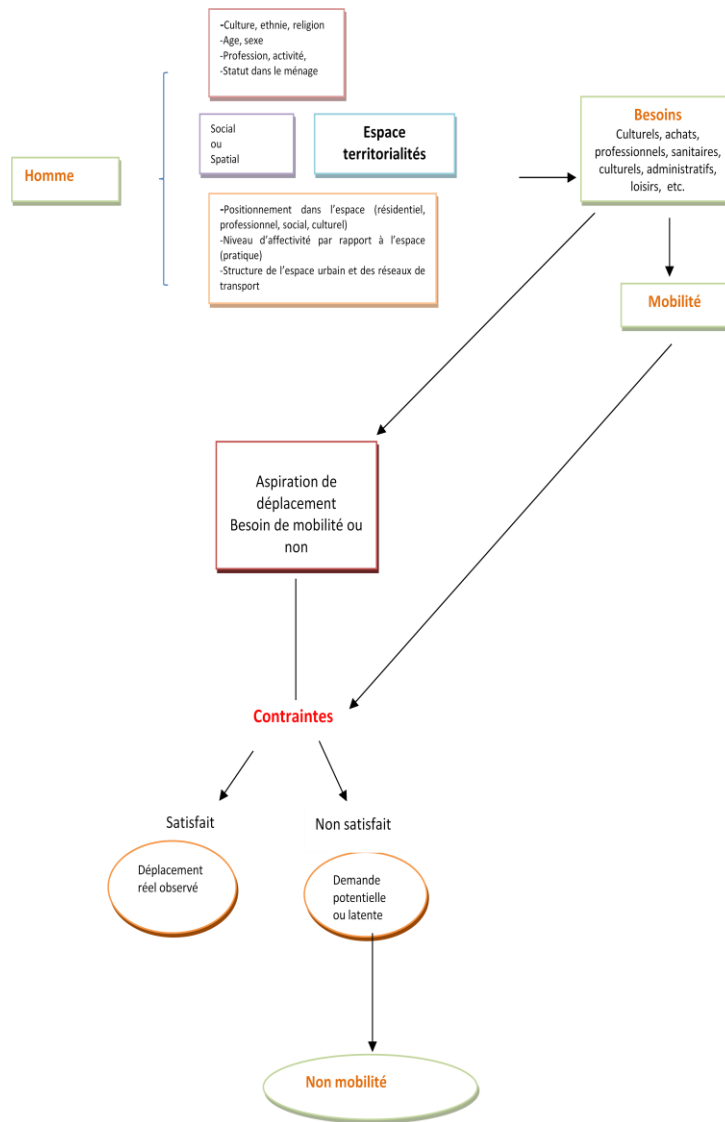 -Culture, ethnie, religion
-Age, sexe
-Profession, activité,
-Statut dans le ménage
Homme
Social
ou
Spatial
Espace
territorialités
-Positionnement dans l'espace (résidentiel,
professionnel, social, culturel)
-Niveau d'affectivité par rapport à l'espace
(pratique)
-Structure de l'espace urbain et des réseaux de
transport
Besoins
Culturels, achats,
professionnels, sanitaires,
culturels, administratifs,
loisirs, etc.
Mobilité
Aspiration de
déplacement
Besoin de mobilité ou
non
Contraintes
Satisfait
Non satisfait
Déplacement
réel observé
Demande
potentielle
ou latente
Non mobilité